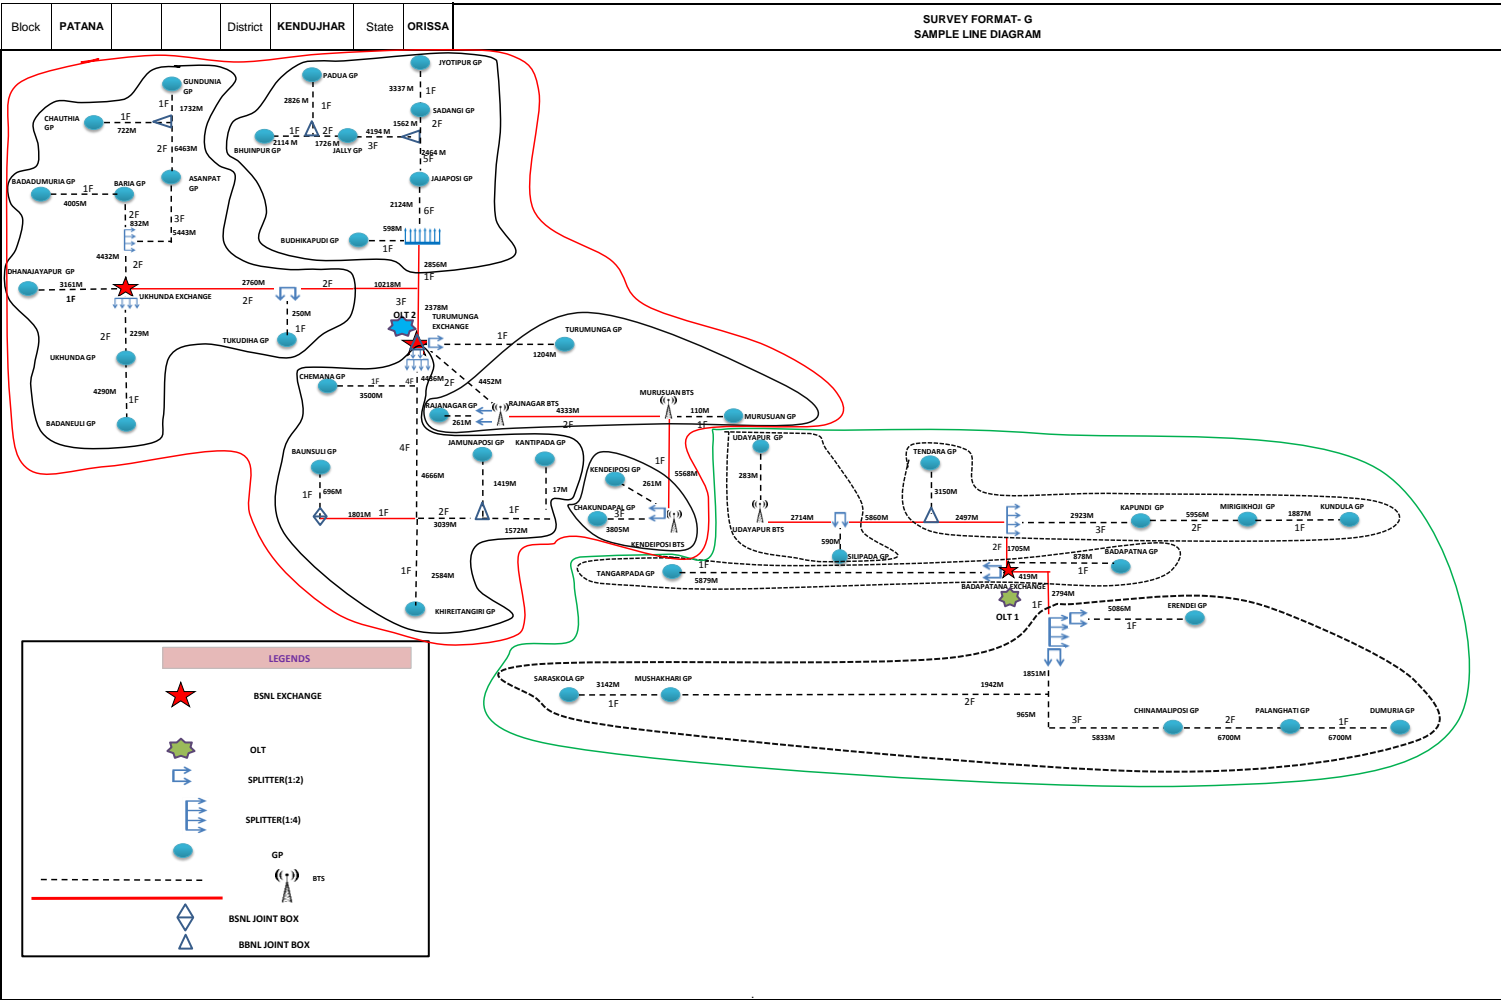 Block PATANA District KENDUJHAR State ORISSA
SURVEY FORMAT- G
SAMPLE LINE DIAGRAM
JYOTIPUR GP
3337 M
1F
PADUA GP
2826 M
1F
SADANGI GP
1562 M
2F
GUNDUNIA
GP
1F
1732M
CHAUTHIA
GP
1F
722M
2F
6463M
BHUINPUR GP
1F
2114 M
2F
1726 M
JALLY GP
4194 M
3F
2464 M
5F
JAJAPOSI GP
2124M
6F
BADADUMURIA GP
1F
4005M
BARIA GP
ASANPAT
GP
2F
832M
3F
5443M
BUDHIKAPUDI GP
598M
1F
4432M
2F
2856M
1F
DHANAJAYAPUR GP
3161M
1F
UKHUNDA EXCHANGE
2760M
2F
2F
10218M
3F
250M
1F
TUKUDIHA GP
2378M
OLT 2
TURUMUNGA
EXCHANGE
2F
229M
UKHUNDA GP
4290M
1F
BADANEULI GP
1F
1204M
TURUMUNGA GP
CHEMANA GP
1F
3500M
4F
4436M
2F
4452M
RAJANAGAR GP
261M
RAJNAGAR BTS
4333M
2F
MURUSUAN BTS
110M
1F
MURUSUAN GP
BAUNSULI GP
1F
696M
1801M
1F
4F
4666M
JAMUNAPOSI GP
KANTIPADA GP
1419M
17M
2F
3039M
1F
1572M
1F
2584M
KHIREITANGIRI GP
1F
5568M
KENDEIPOSI GP
261M
CHAKUNDAPAL GP
3F
3805M
KENDEIPOSI BTS
UDAYAPUR GP
283M
UDAYAPUR BTS
2714M
5860M
590M
SILIPADA GP
TENDARA GP
3150M
2497M
2923M
3F
KAPUNDI GP
5956M
2F
MIRIGIKHOJI GP
1887M
1F
KUNDULA GP
2F
1705M
TANGARPADA GP
1F
5879M
878M
1F
BADAPATNA GP
419M
BADAPATANA EXCHANGE
2794M
1F
OLT 1
5086M
1F
ERENDEI GP
1851M
SARASKOLA GP
3142M
1F
MUSHAKHARI GP
1942M
2F
965M
3F
5833M
CHINAMALIPOSI GP
2F
6700M
PALANGHATI GP
1F
6700M
DUMURIA GP
LEGENDS
BSNL EXCHANGE
OLT
SPLITTER(1:2)
SPLITTER(1:4)
GP
BTS
BSNL JOINT BOX
BBNL JOINT BOX